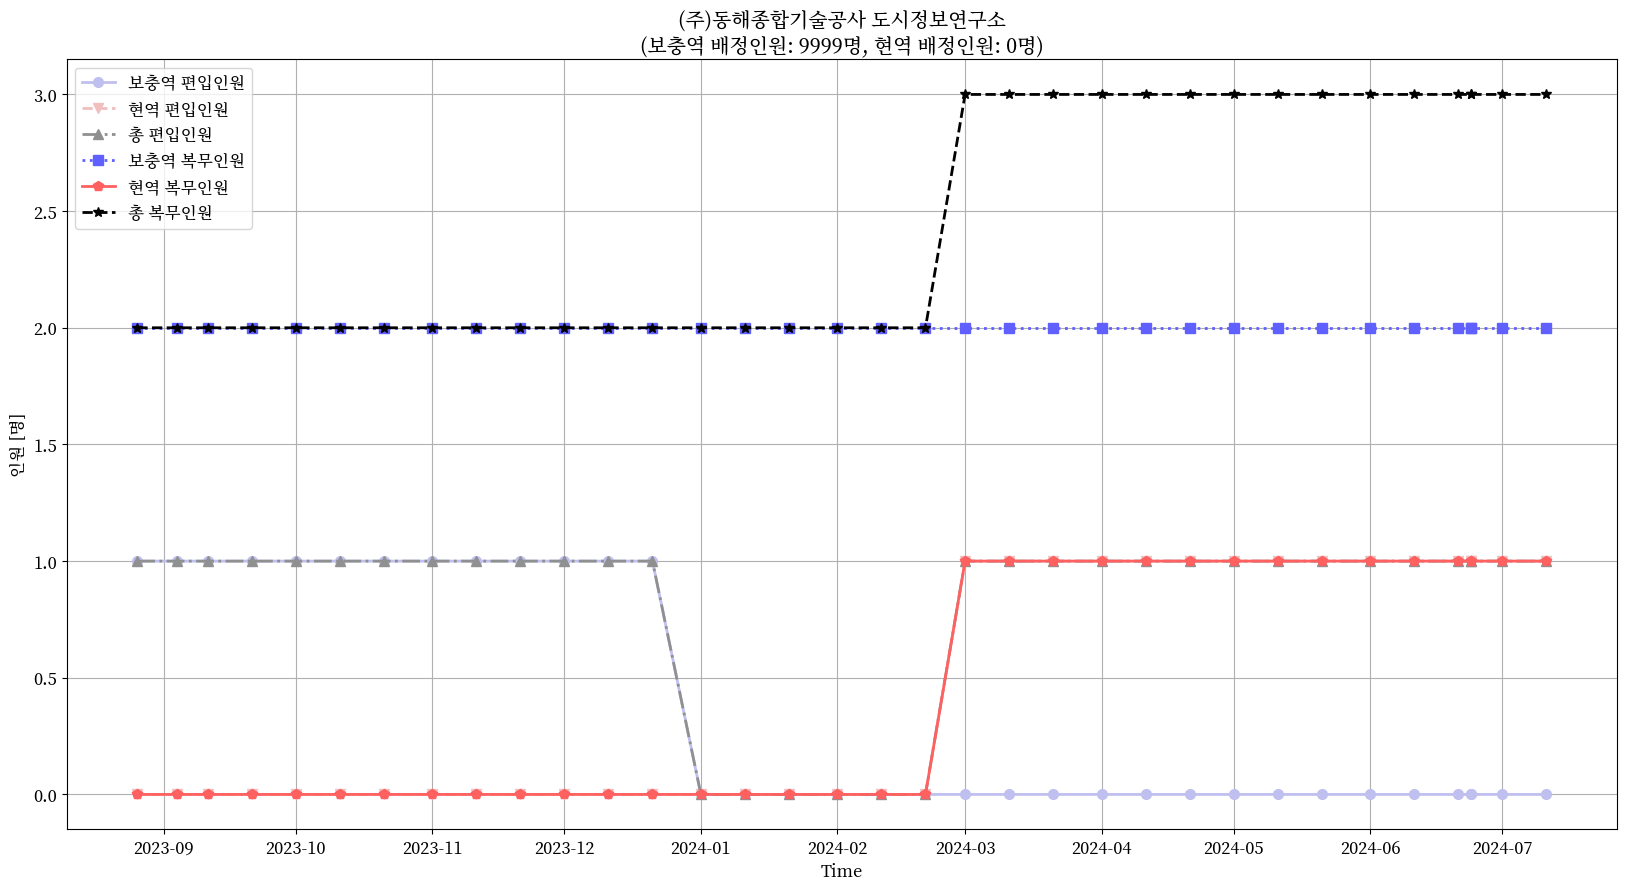 (주)동해종합기술공사 도시정보연구소
(보충역 배정인원: 9999명, 현역 배정인원: 0명)
보충역 편입인원
현역 편입인원
총 편입인원
보충역 복무인원
현역 복무인원
총 복무인원
인원 [명]
3.0
2.5
2.0
1.5
1.0
0.5
0.0
2023-09 2023-10 2023-11 2023-12 2024-01 2024-02 2024-03 2024-04 2024-05 2024-06 2024-07
Time